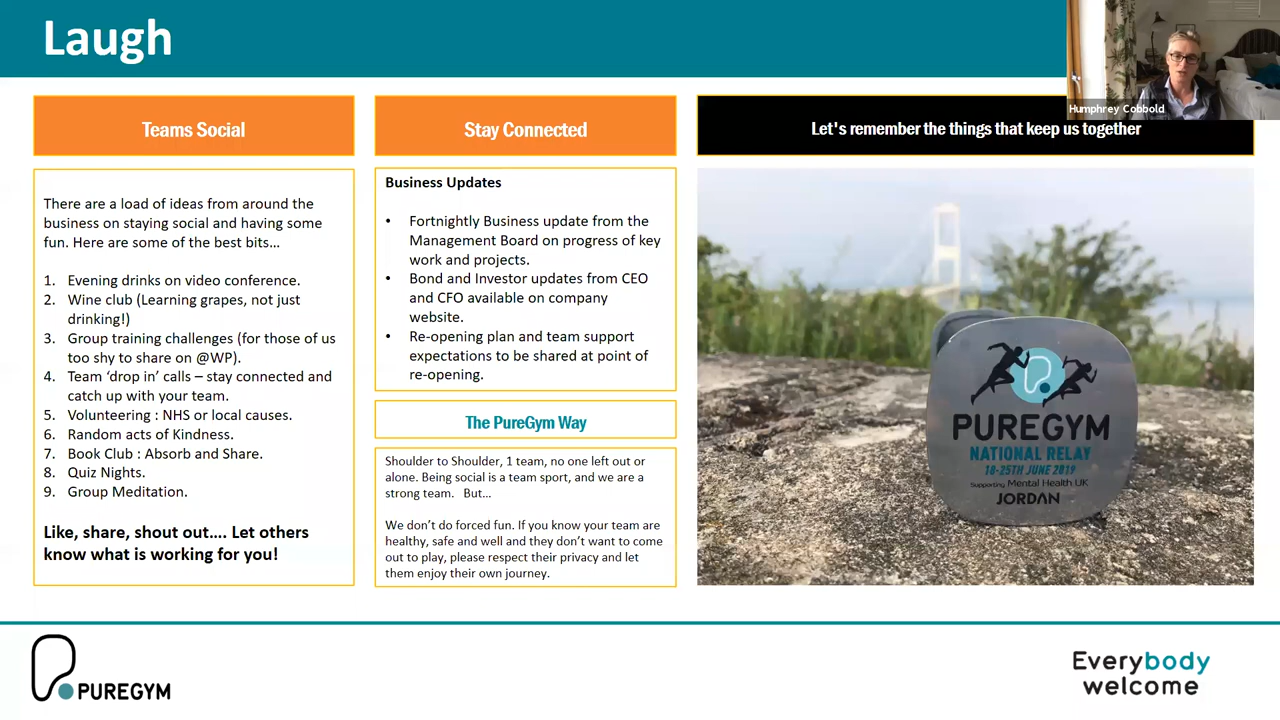 Laugh
Humphrey Cobbold
Teams Social
There are a load of ideas from around the
business on staying social and having some
fun. Here are some of the best bits…
1. Evening drinks on video conference.
2. Wine club (Learning grapes, not just
drinking!)
3. Group training challenges (for those of us
too shy to share on @WP).
4. Team ‘drop in’ calls – stay connected and
catch up with your team.
5. Volunteering : NHS or local causes.
6. Random acts of Kindness.
7. Book Club : Absorb and Share.
8. Quiz Nights.
9. Group Meditation.
Like, share, shout out…. Let others
know what is working for you!
Stay Connected
Business Updates
• Fortnightly Business update from the
Management Board on progress of key
work and projects.
• Bond and Investor updates from CEO
and CFO available on company
website.
• Re-opening plan and team support
expectations to be shared at point of
re-opening.
The PureGym Way
Shoulder to Shoulder, 1 team, no one left out or
alone. Being social is a team sport, and we are a
strong team. But…
We don’t do forced fun. If you know your team are
healthy, safe and well and they don’t want to come
out to play, please respect their privacy and let
them enjoy their own journey.
Let's remember the things that keep us together
PUREGYM
NATIONAL RELAY
18-25TH JUNE 2019
Supporting Mental Health UK
JORDAN
PUREGYM
Everybody
welcome